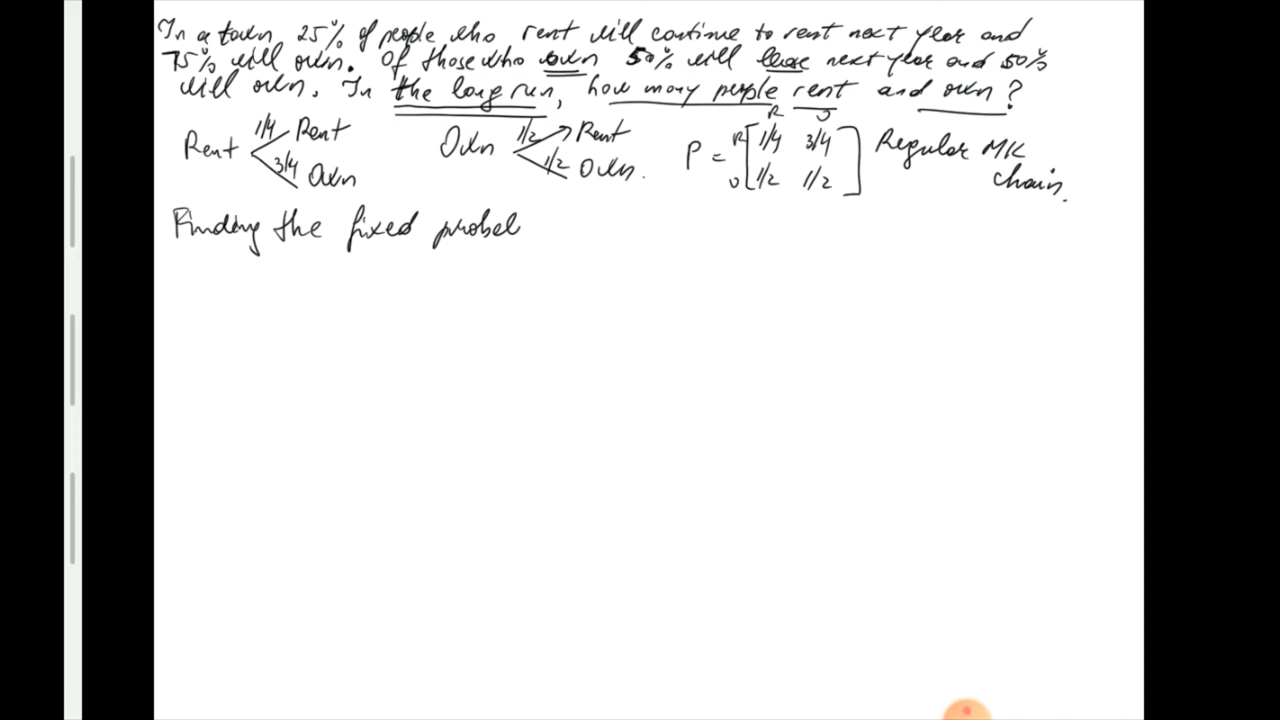 In a town 25% of people who rent will continue to rent next year and
75% will own. Of those who own 50% will lease next year and 50%
will own. In the long run, how many people rent and own?
Rent 1/4 Rent 3/4 Own
Own 1/2 Rent 1/2 Own.
R O
P = R [ 1/4 3/4 ] Regular MK
O [ 1/2 1/2 ] chain.
Finding the fixed probab